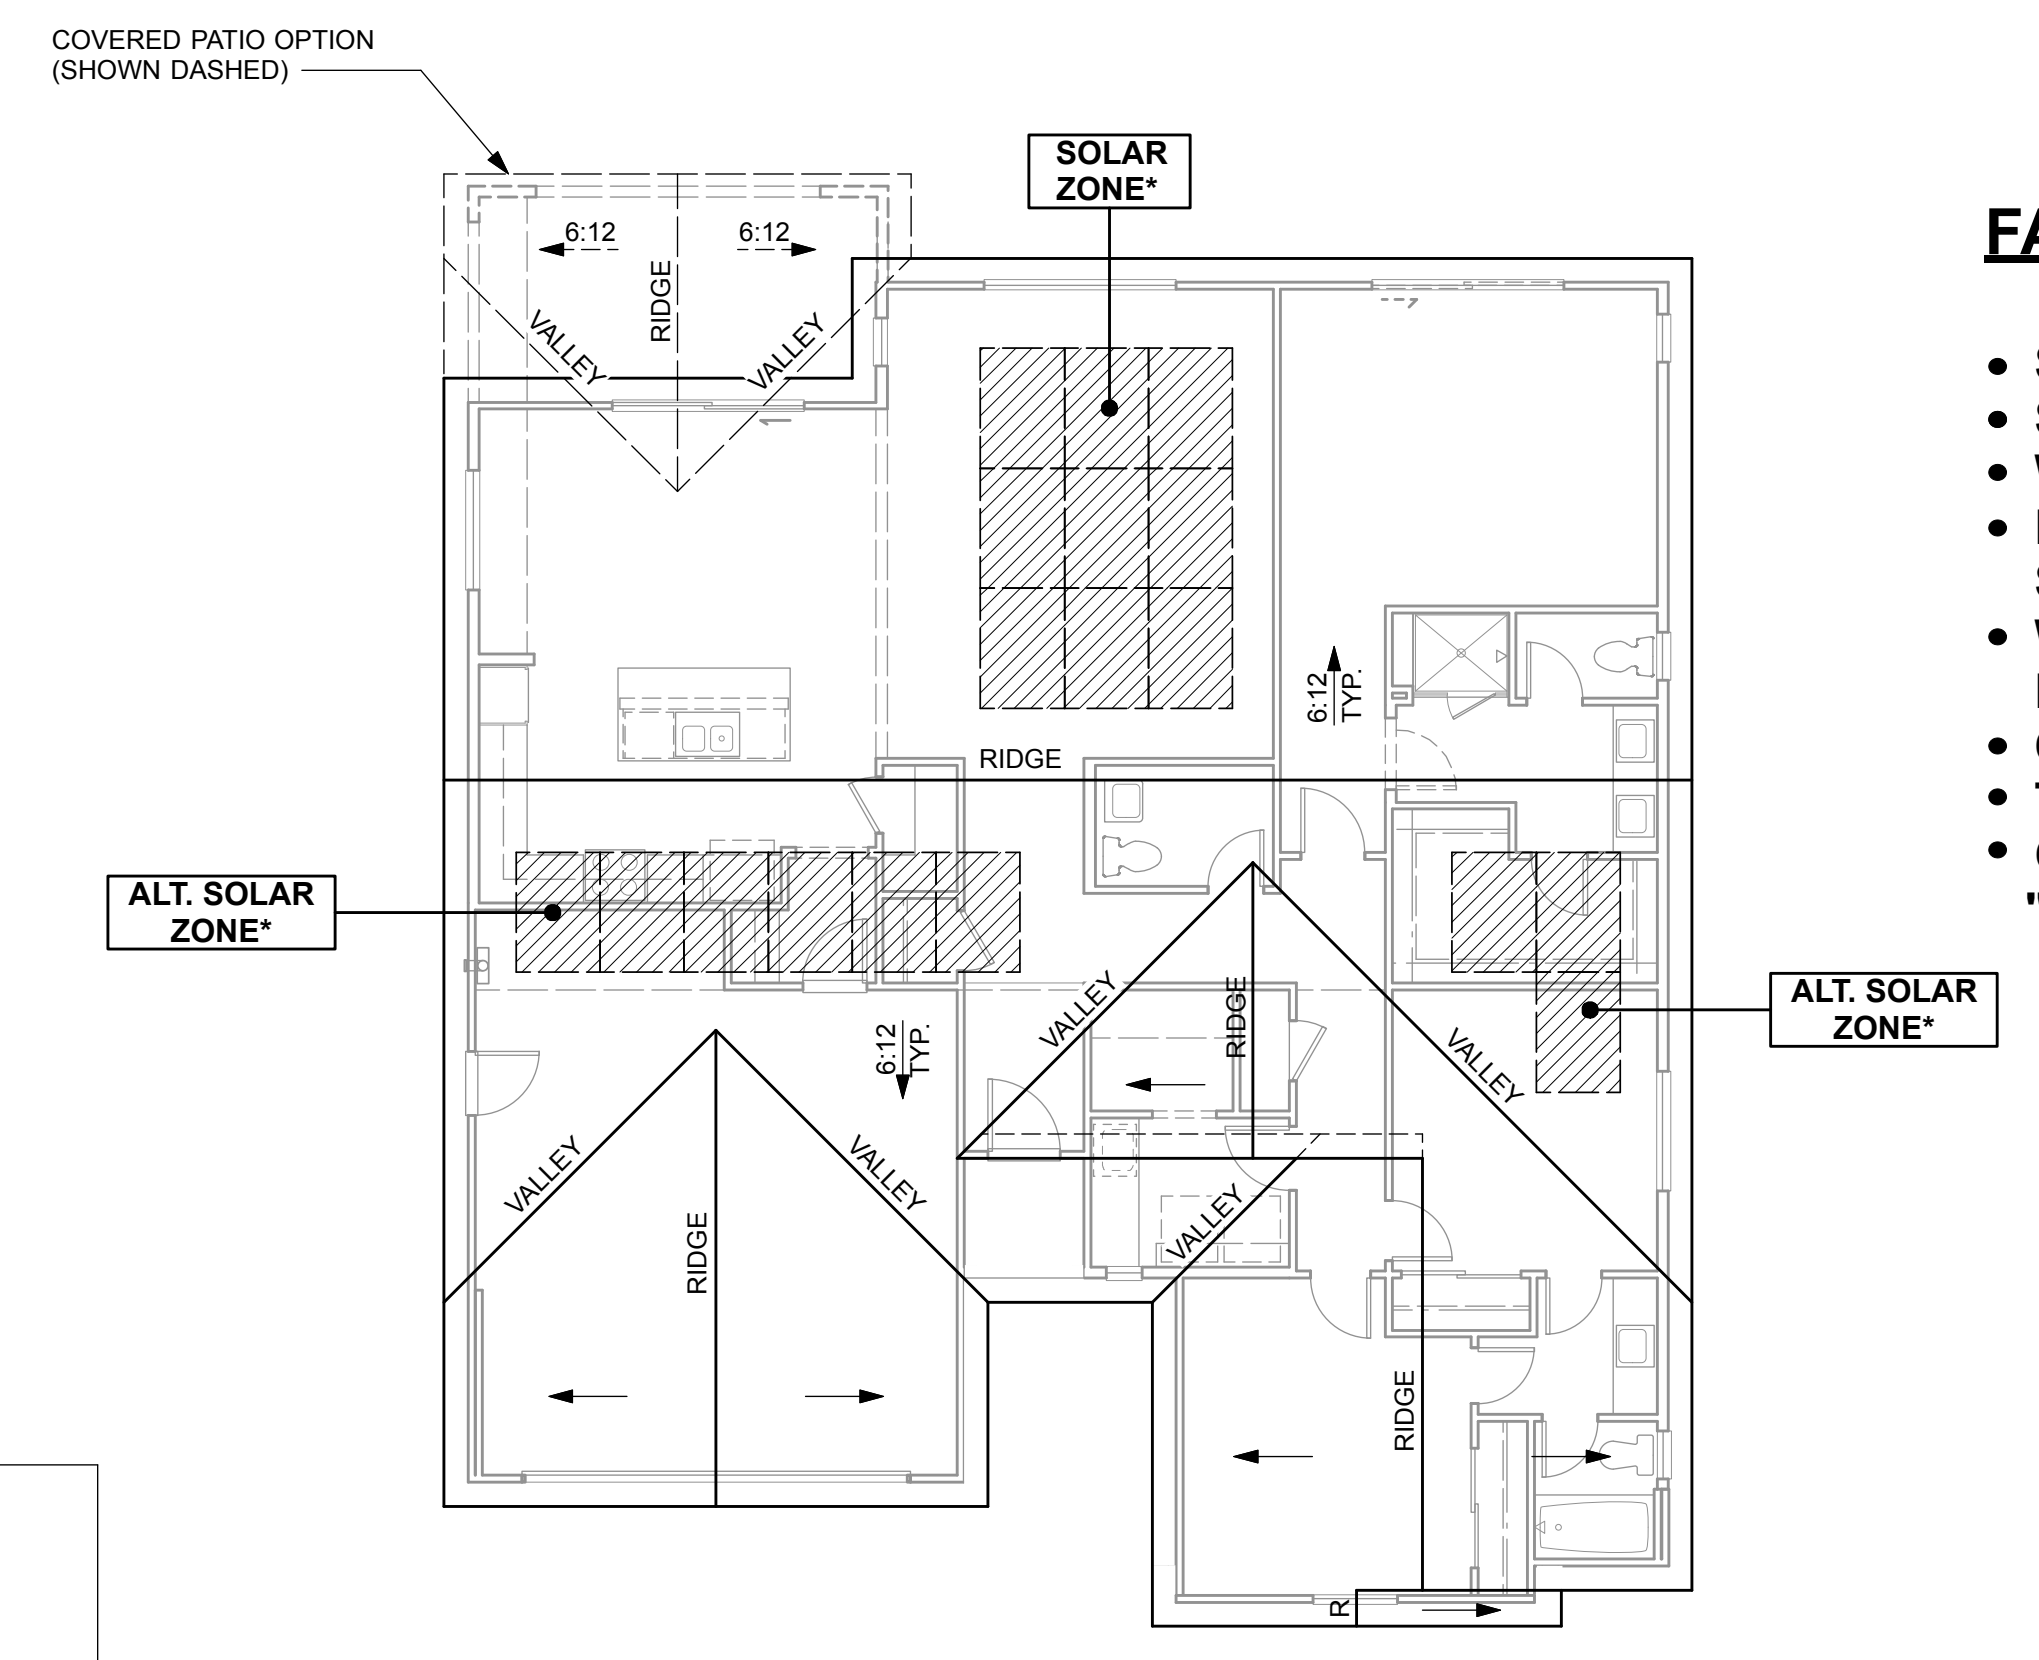 COVERED PATIO OPTION
(SHOWN DASHED)
SOLAR
ZONE*
6:12
6:12
RIDGE
VALLEY
VALLEY
6:12
TYP.
RIDGE
ALT. SOLAR
ZONE*
ALT. SOLAR
ZONE*
6:12
TYP.
VALLEY
RIDGE
VALLEY
VALLEY
VALLEY
RIDGE
VALLEY
RIDGE
R